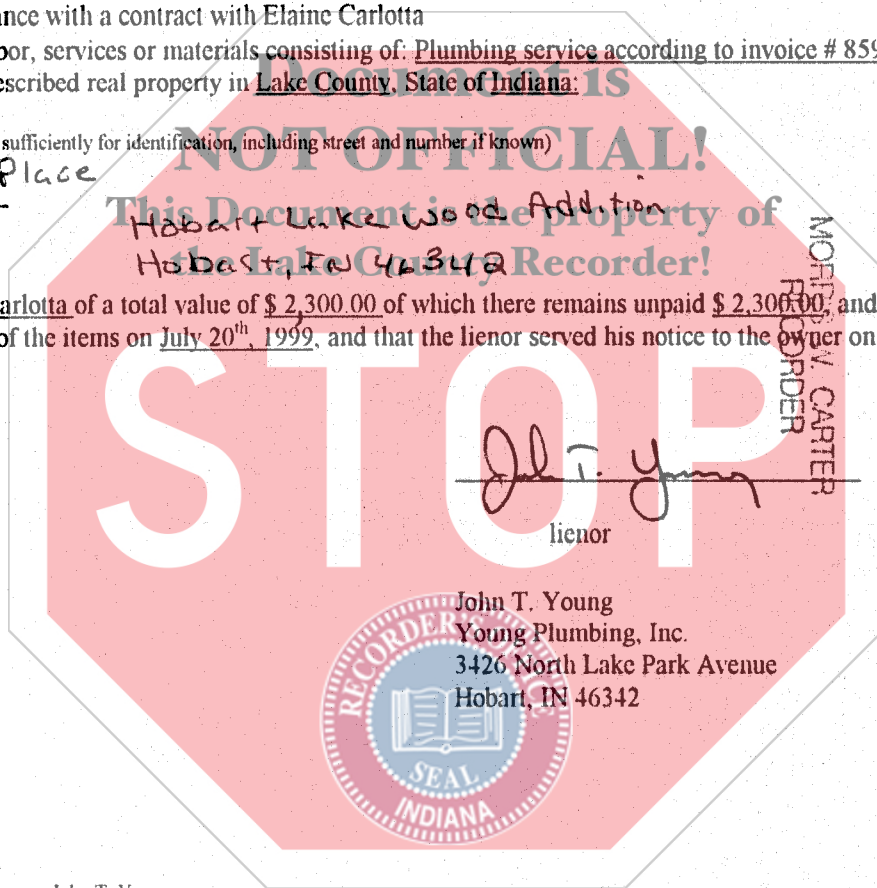 nce with a contract with Elaine Carlotta
bor, services or materials consisting of: Plumbing service according to invoice # 859
escribed real property in Lake County, State of Indiana:
Document is
sufficiently for identification, including street and number if known)
NOT OFFICIAL!
Place
This Document is the property of
Hobart Lake Wood Addition
the Lake County Recorder!
Hobart, IN 46342
arlotta of a total value of $ 2,300.00 of which there remains unpaid $ 2,300.00, and
of the items on July 20th, 1999, and that the lienor served his notice to the owner on
W. CARTER
RECORDER
STOP
John T. Young
lienor
John T. Young
Young Plumbing, Inc.
3426 North Lake Park Avenue
Hobart, IN 46342
RECORDER'S OFFICE
SEAL
INDIANA